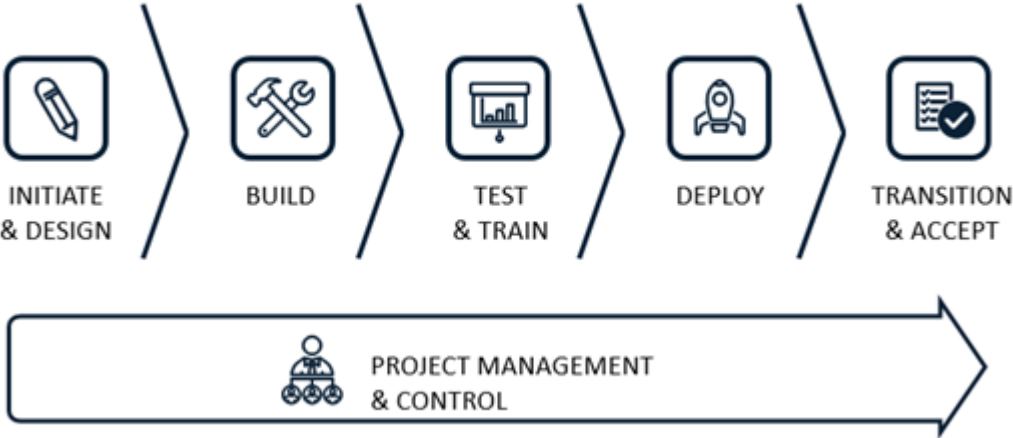 INITIATE
& DESIGN
BUILD
TEST
& TRAIN
DEPLOY
TRANSITION
& ACCEPT
PROJECT MANAGEMENT
& CONTROL